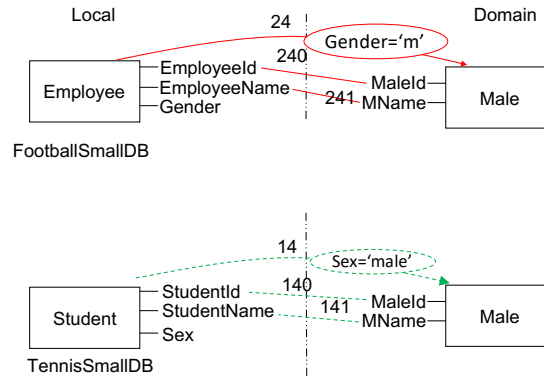 Local
Domain
24
Gender='m'
240
EmployeeId
EmployeeName
Gender
Employee
MaleId
241
MName
Male
FootballSmallDB
14
Sex='male'
140
StudentId
StudentName
Sex
Student
MaleId
141
MName
Male
TennisSmallDB